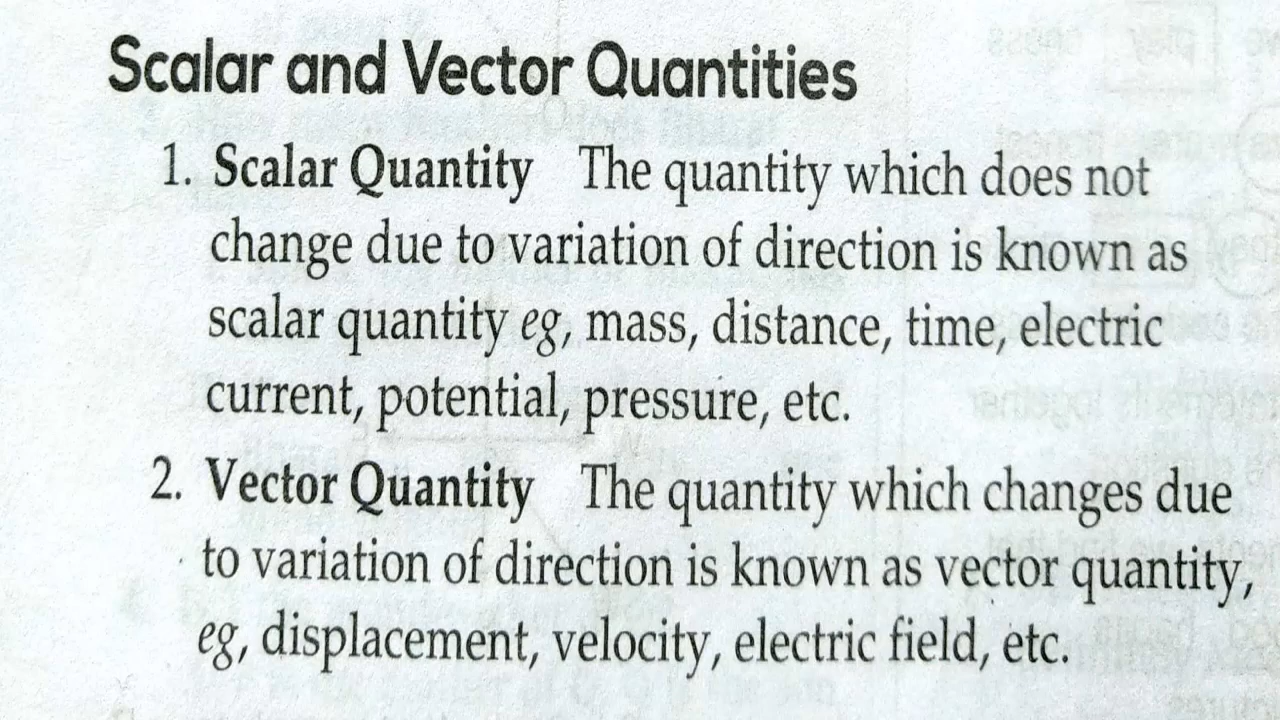 Scalar and Vector Quantities
1. Scalar Quantity The quantity which does not
change due to variation of direction is known as
scalar quantity eg, mass, distance, time, electric
current, potential, pressure, etc.
2. Vector Quantity The quantity which changes due
to variation of direction is known as vector quantity,
eg, displacement, velocity, electric field, etc.